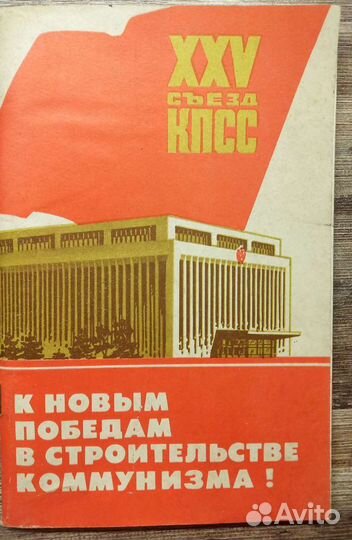 XXV
СЪЕЗД
КПСС
К НОВЫМ
ПОБЕДАМ
В СТРОИТЕЛЬСТВЕ
КОММУНИЗМА !
Avito